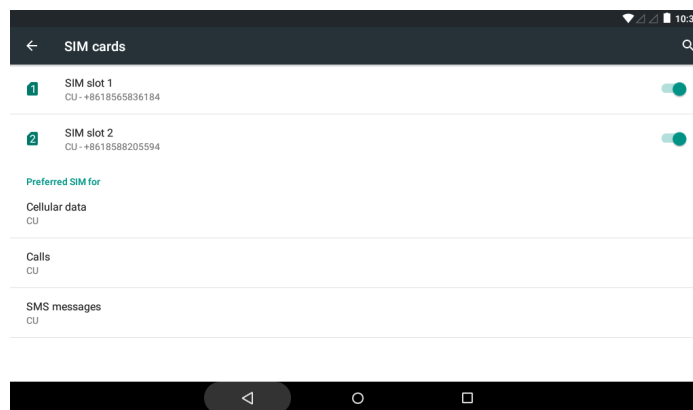 10:3
SIM cards
1
SIM slot 1
CU - +8618565836184
2
SIM slot 2
CU - +8618588205594
Preferred SIM for
Cellular data
CU
Calls
CU
SMS messages
CU